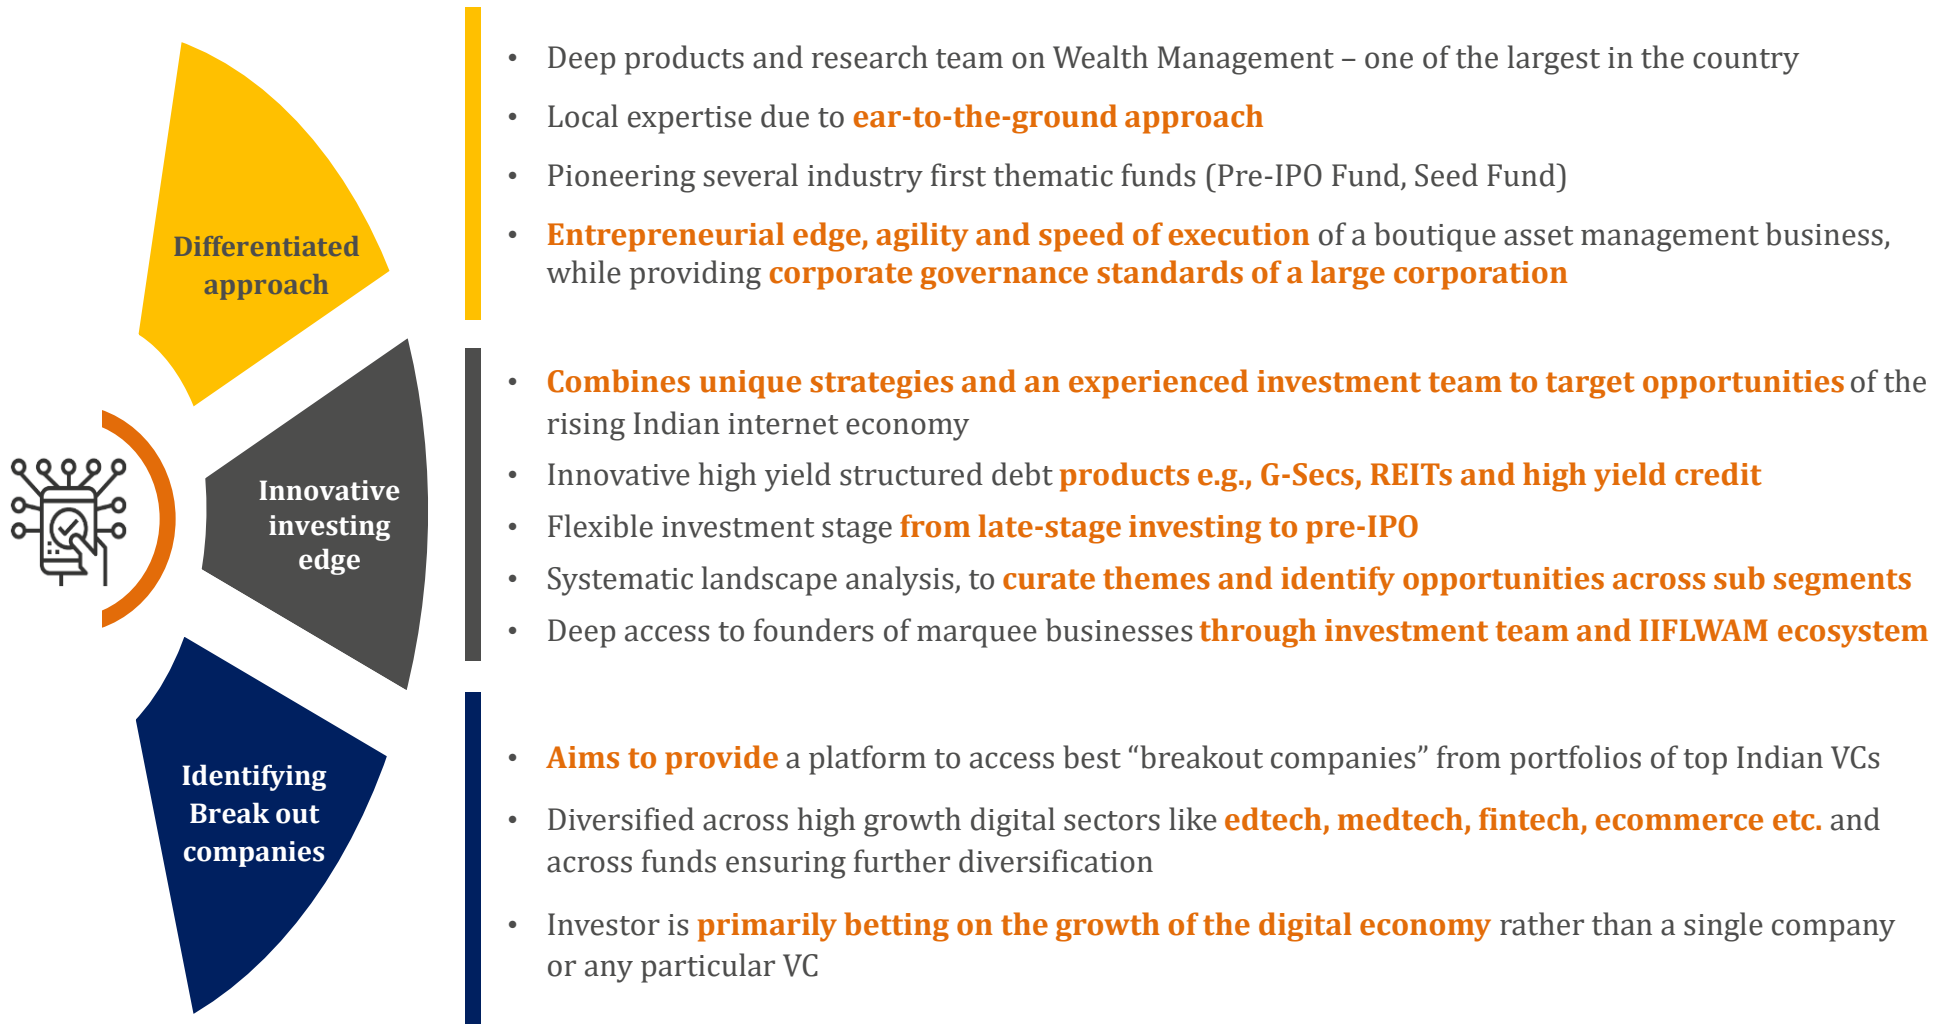 Differentiated
approach
• Deep products and research team on Wealth Management – one of the largest in the country
• Local expertise due to ear-to-the-ground approach
• Pioneering several industry first thematic funds (Pre-IPO Fund, Seed Fund)
• Entrepreneurial edge, agility and speed of execution of a boutique asset management business,
while providing corporate governance standards of a large corporation
Innovative
investing
edge
• Combines unique strategies and an experienced investment team to target opportunities of the
rising Indian internet economy
• Innovative high yield structured debt products e.g., G-Secs, REITs and high yield credit
• Flexible investment stage from late-stage investing to pre-IPO
• Systematic landscape analysis, to curate themes and identify opportunities across sub segments
• Deep access to founders of marquee businesses through investment team and IIFLWAM ecosystem
Identifying
Break out
companies
• Aims to provide a platform to access best “breakout companies” from portfolios of top Indian VCs
• Diversified across high growth digital sectors like edtech, medtech, fintech, ecommerce etc. and
across funds ensuring further diversification
• Investor is primarily betting on the growth of the digital economy rather than a single company
or any particular VC